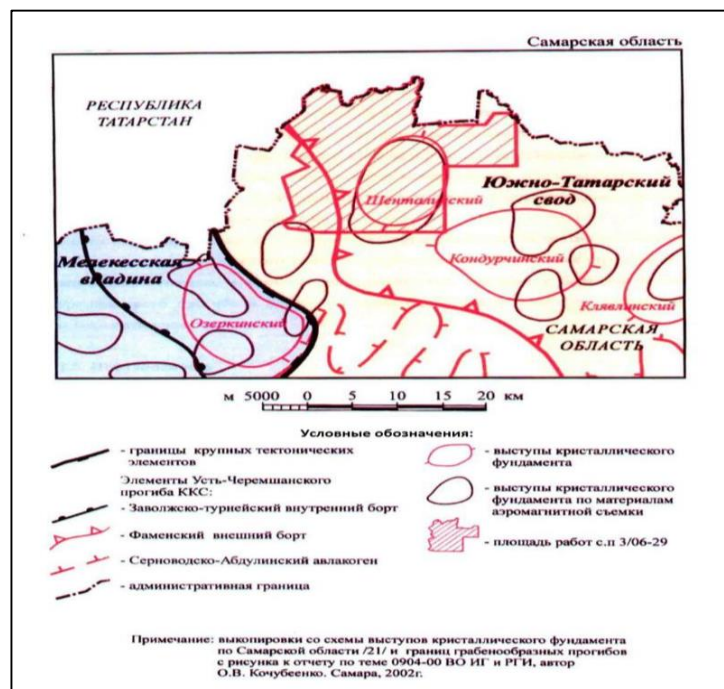 Самарская область
РЕСПУБЛИКА
ТАТАРСТАН
Южно-Татарский
свод
Шенталинский
Мелекесская
впадина
Кондурчинский
Клявлинский
Озеркинский
САМАРСКАЯ
ОБЛАСТЬ
м 5000 0 5 10 15 20 км
Условные обозначения:
- границы крупных тектонических
элементов
Элементы Усть-Черемшанского
прогиба ККС:
- Заволжско-турнейский внутренний борт
- Фаменский внешний борт
- Серноводско-Абдулинский авлакоген
- административная граница
- выступы кристаллического
фундамента
- выступы кристаллического
фундамента по материалам
аэромагнитной съемки
- площадь работ с.п 3/06-29
Примечание: выкопировки со схемы выступов кристаллического фундамента
по Самарской области /21/ и границ грабенообразных прогибов
с рисунка к отчету по теме 0904-00 ВО ИГ и РГИ, автор
О.В. Кочубеенко. Самара, 2002г.